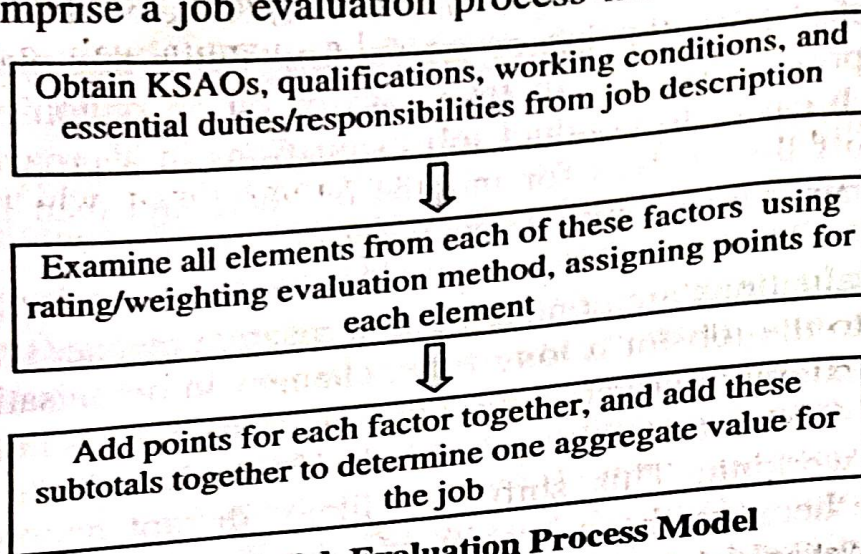 a job evaluation process
Obtain KSAOs, qualifications, working conditions, and
essential duties/responsibilities from job description
Examine all elements from each of these factors using
rating/weighting evaluation method, assigning points for
each element
Add points for each factor together, and add these
subtotals together to determine one aggregate value for
the job
Evaluation Process Model